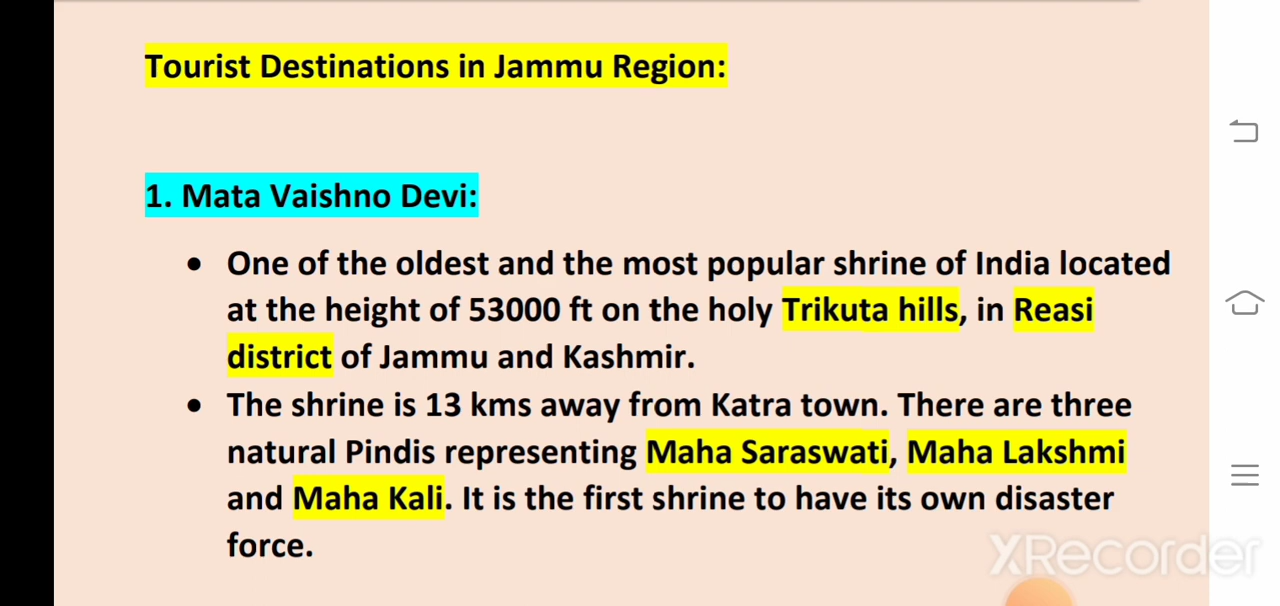 Tourist Destinations in Jammu Region:
1. Mata Vaishno Devi:
• One of the oldest and the most popular shrine of India located
at the height of 53000 ft on the holy Trikuta hills, in Reasi
district of Jammu and Kashmir.
• The shrine is 13 kms away from Katra town. There are three
natural Pindis representing Maha Saraswati, Maha Lakshmi
and Maha Kali. It is the first shrine to have its own disaster
force.
XRecorder